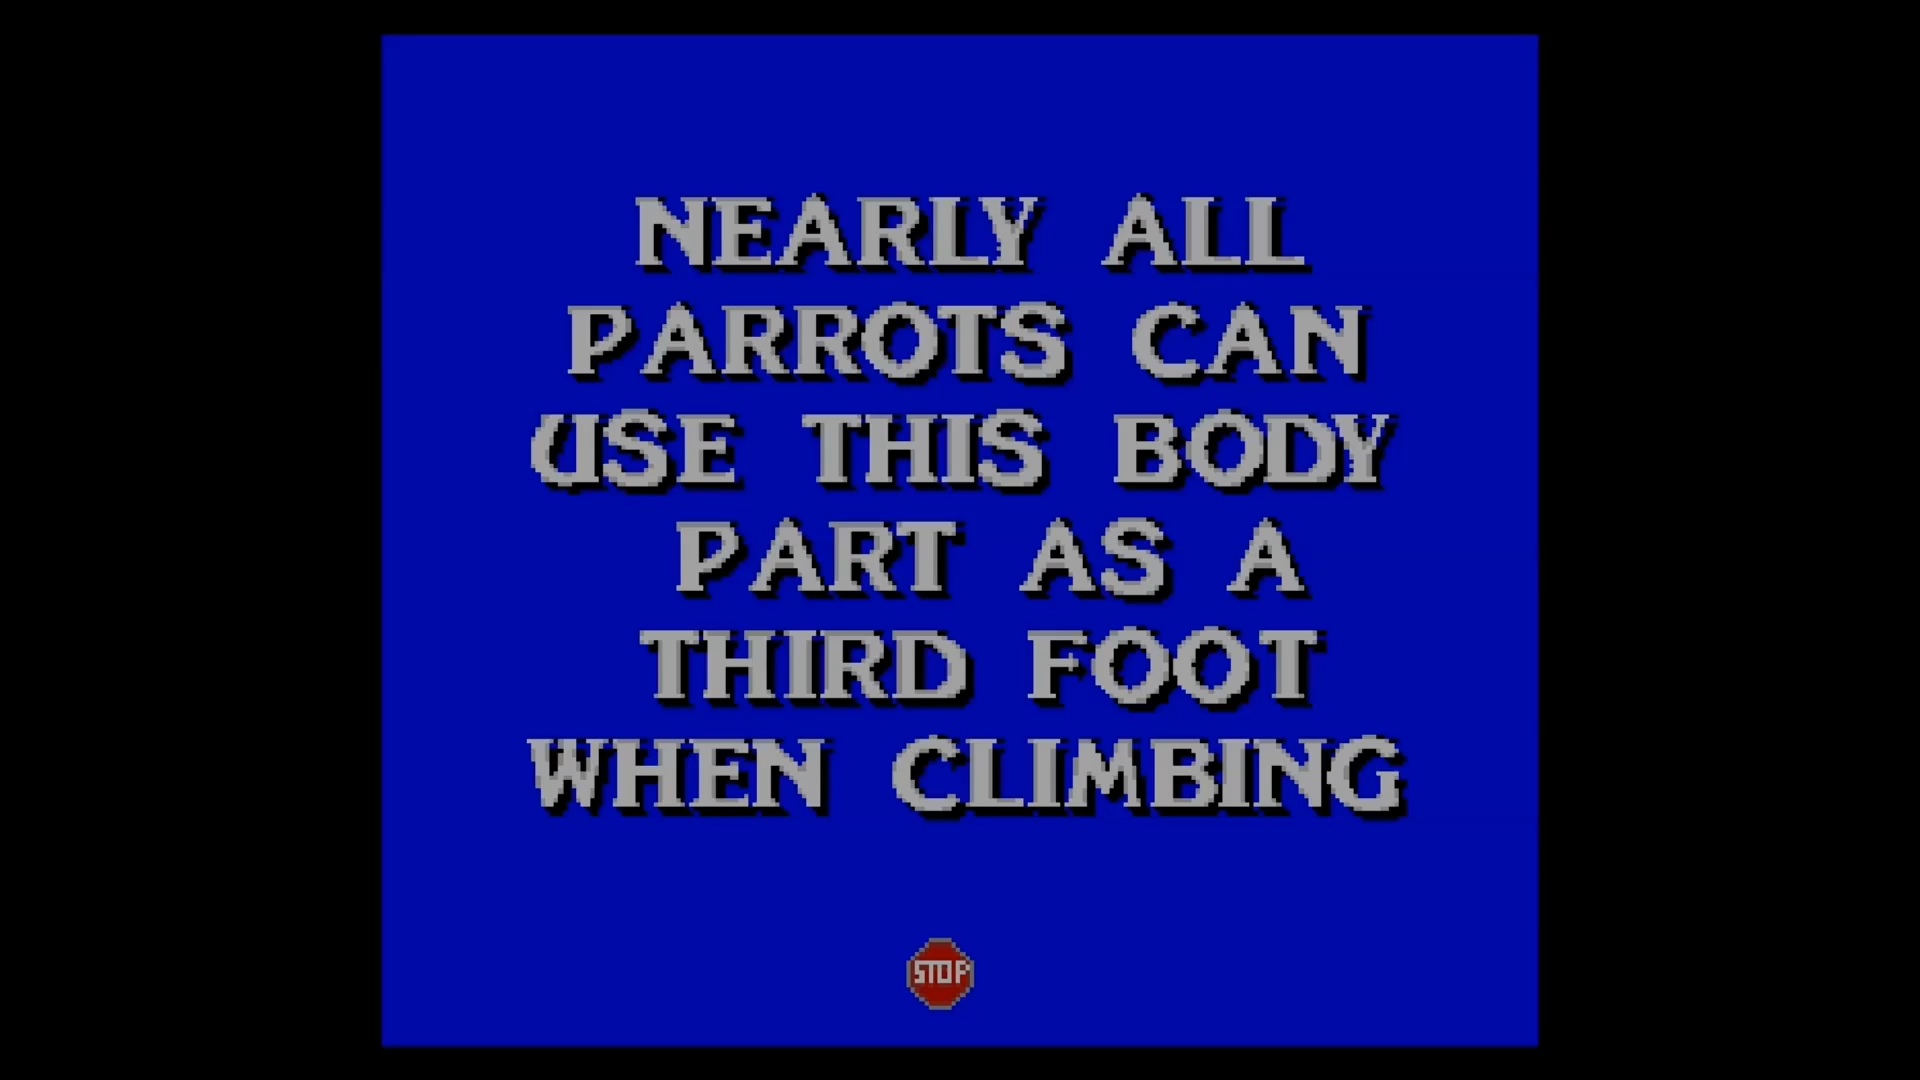 NEARLY ALL
PARROTS CAN
USE THIS BODY
PART AS A
THIRD FOOT
WHEN CLIMBING
STOP